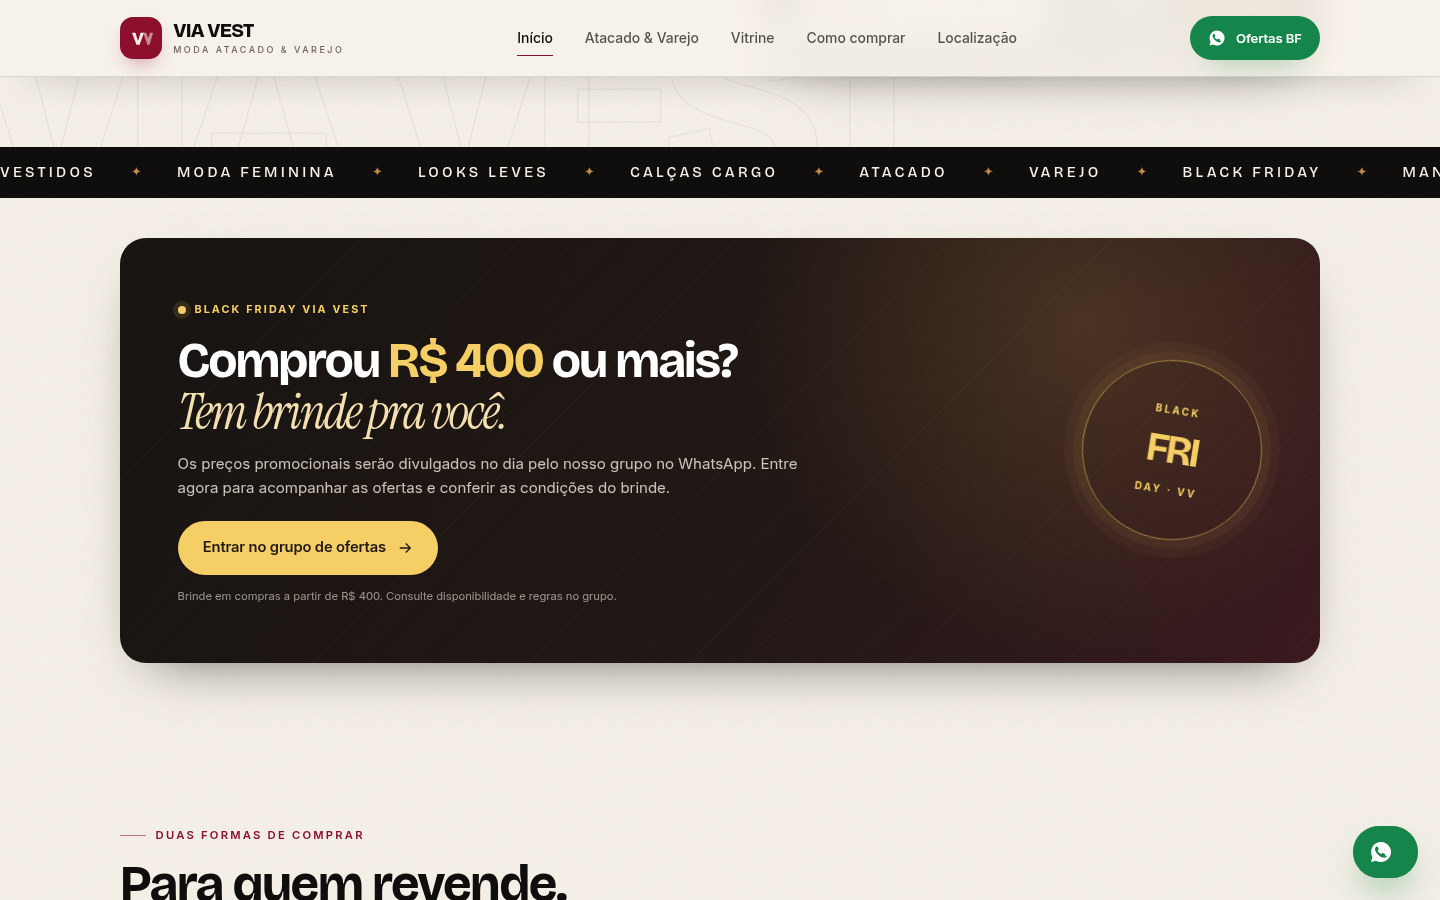 VV
VIA VEST
MODA ATACADO & VAREJO
Início
Atacado & Varejo
Vitrine
Como comprar
Localização
Ofertas BF
VIA VEST
VESTIDOS ✦ MODA FEMININA ✦ LOOKS LEVES ✦ CALÇAS CARGO ✦ ATACADO ✦ VAREJO ✦ BLACK FRIDAY ✦ MAN
BLACK FRIDAY VIA VEST
Comprou R$ 400 ou mais?
Tem brinde pra você.
Os preços promocionais serão divulgados no dia pelo nosso grupo no WhatsApp. Entre
agora para acompanhar as ofertas e conferir as condições do brinde.
Entrar no grupo de ofertas →
Brinde em compras a partir de R$ 400. Consulte disponibilidade e regras no grupo.
BLACK
FRI
DAY · VV
DUAS FORMAS DE COMPRAR
Para quem revende.